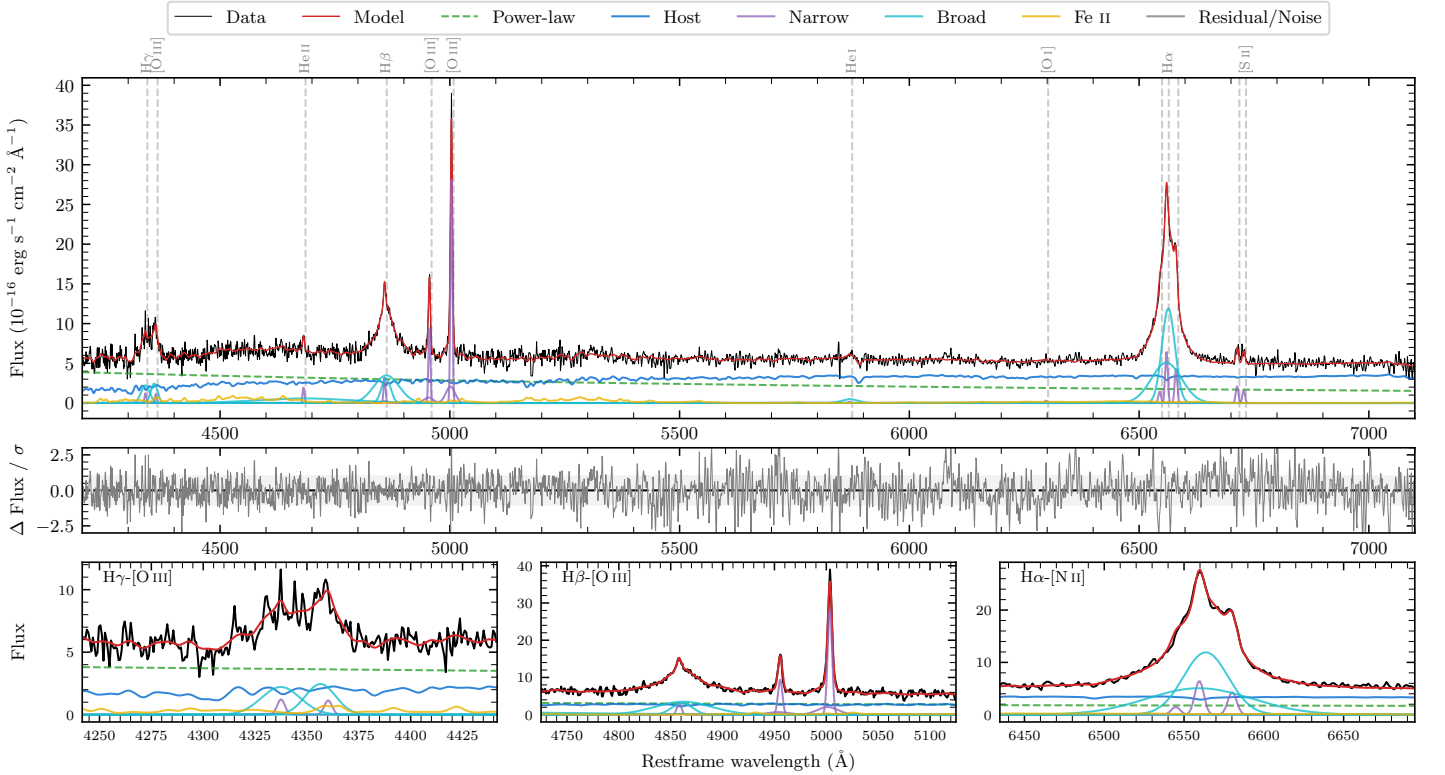 Data Model Power-law Host Narrow Broad Fe II Residual/Noise
Hγ [O III] He II Hβ [O III] [O III] He I [O I] Hα [S II]
Flux (10⁻¹⁶ erg s⁻¹ cm⁻² Å⁻¹)
40
35
30
25
20
15
10
5
0
4500 5000 5500 6000 6500 7000
Δ Flux / σ
2.5
0.0
−2.5
4500 5000 5500 6000 6500 7000
Flux
Hγ-[O III]
10
5
0
4250 4275 4300 4325 4350 4375 4400 4425
Hβ-[O III]
40
30
20
10
0
4750 4800 4850 4900 4950 5000 5050 5100
Hα-[N II]
20
10
0
6450 6500 6550 6600 6650
Restframe wavelength (Å)